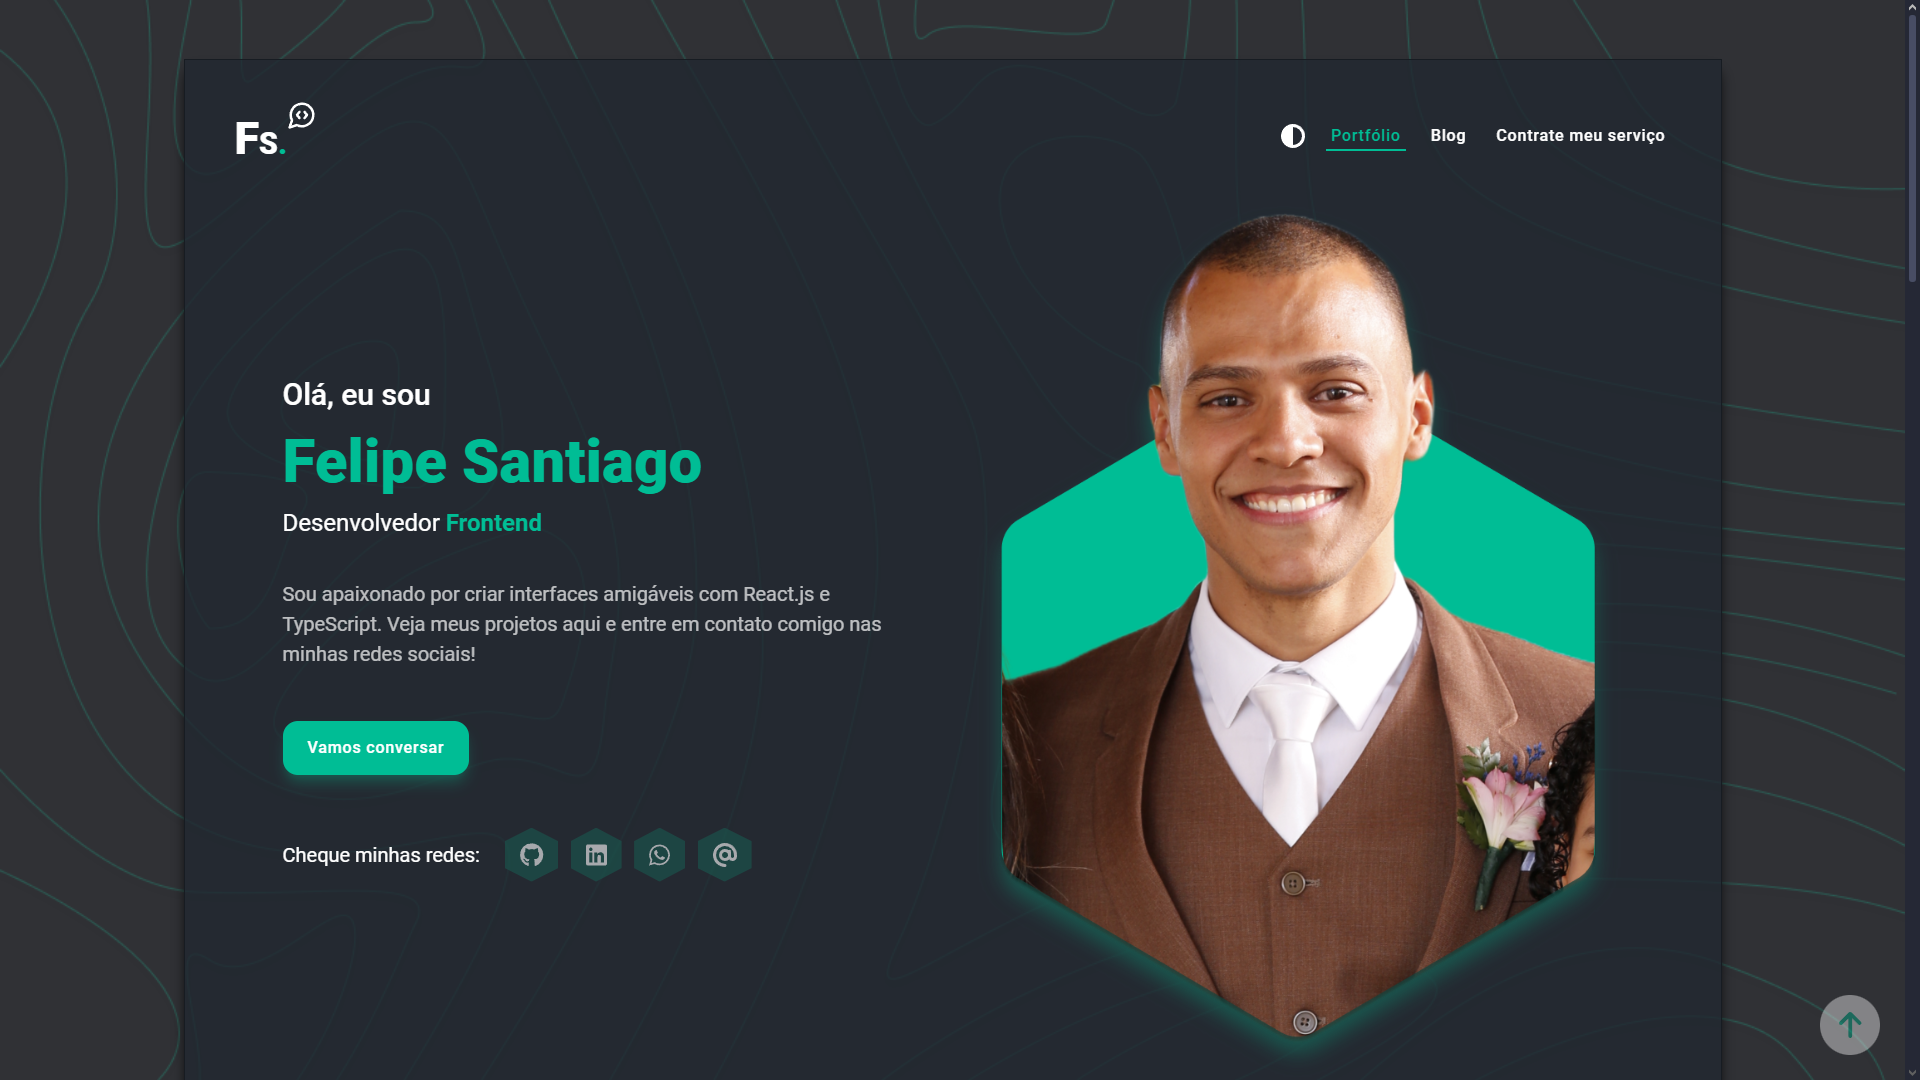 Fs.
Portfólio
Blog
Contrate meu serviço
Olá, eu sou
Felipe Santiago
Desenvolvedor Frontend
Sou apaixonado por criar interfaces amigáveis com React.js e
TypeScript. Veja meus projetos aqui e entre em contato comigo nas
minhas redes sociais!
Vamos conversar
Cheque minhas redes: